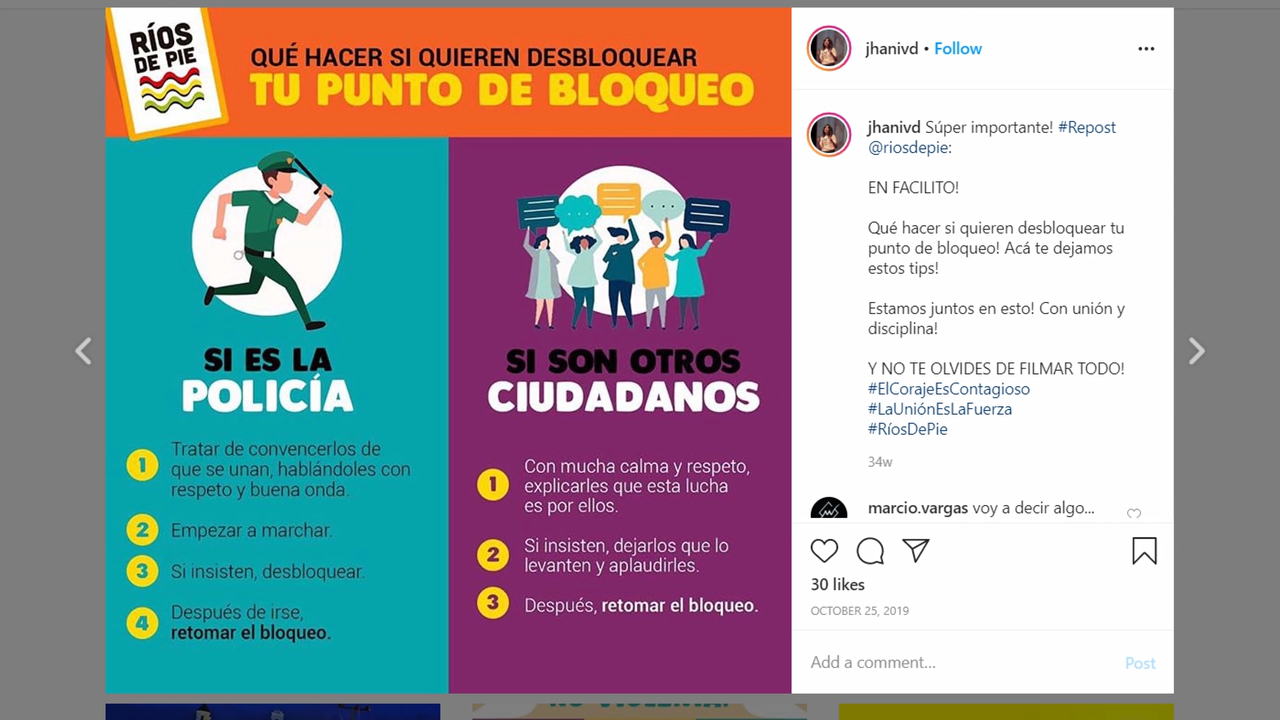 RÍOS
DE PIE
QUÉ HACER SI QUIEREN DESBLOQUEAR
TU PUNTO DE BLOQUEO
SI ES LA
POLICÍA
1 Tratar de convencerlos de
que se unan, hablándoles con
respeto y buena onda.
2 Empezar a marchar.
3 Si insisten, desbloquear.
4 Después de irse,
retomar el bloqueo.
SI SON OTROS
CIUDADANOS
1 Con mucha calma y respeto,
explicarles que esta lucha
es por ellos.
2 Si insisten, dejarlos que lo
levanten y aplaudirles.
3 Después, retomar el bloqueo.
jhanivd • Follow
jhanivd Súper importante! #Repost
@riosdepie:
EN FACILITO!
Qué hacer si quieren desbloquear tu
punto de bloqueo! Acá te dejamos
estos tips!
Estamos juntos en esto! Con unión y
disciplina!
Y NO TE OLVIDES DE FILMAR TODO!
#ElCorajeEsContagioso
#LaUniónEsLaFuerza
#RíosDePie
34w
marcio.vargas voy a decir algo...
30 likes
OCTOBER 25, 2019
Add a comment...
Post